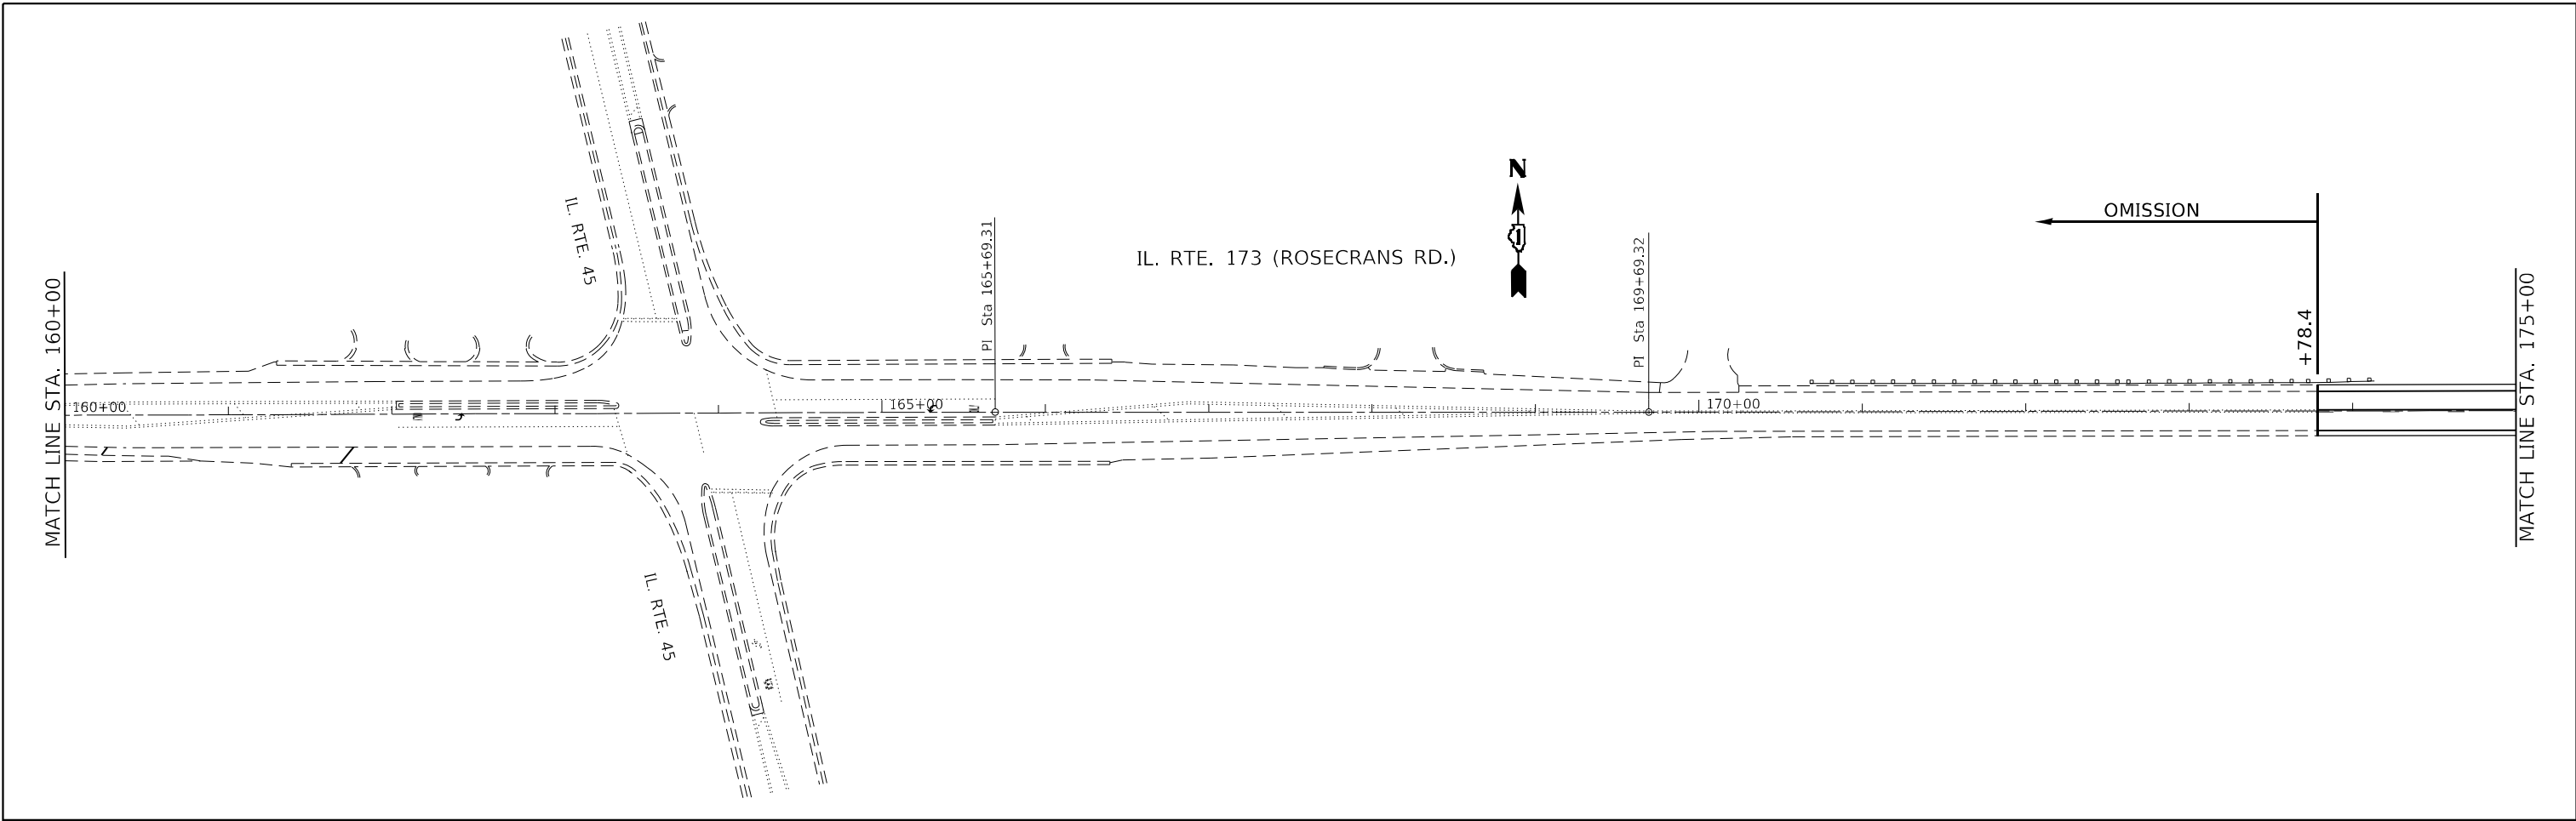 MATCH LINE STA. 160+00
160+00
IL. RTE. 45
IL. RTE. 45
165+00
PI Sta 165+69.31
IL. RTE. 173 (ROSECRANS RD.)
N
PI Sta 169+69.32
170+00
OMISSION
+78.4
MATCH LINE STA. 175+00